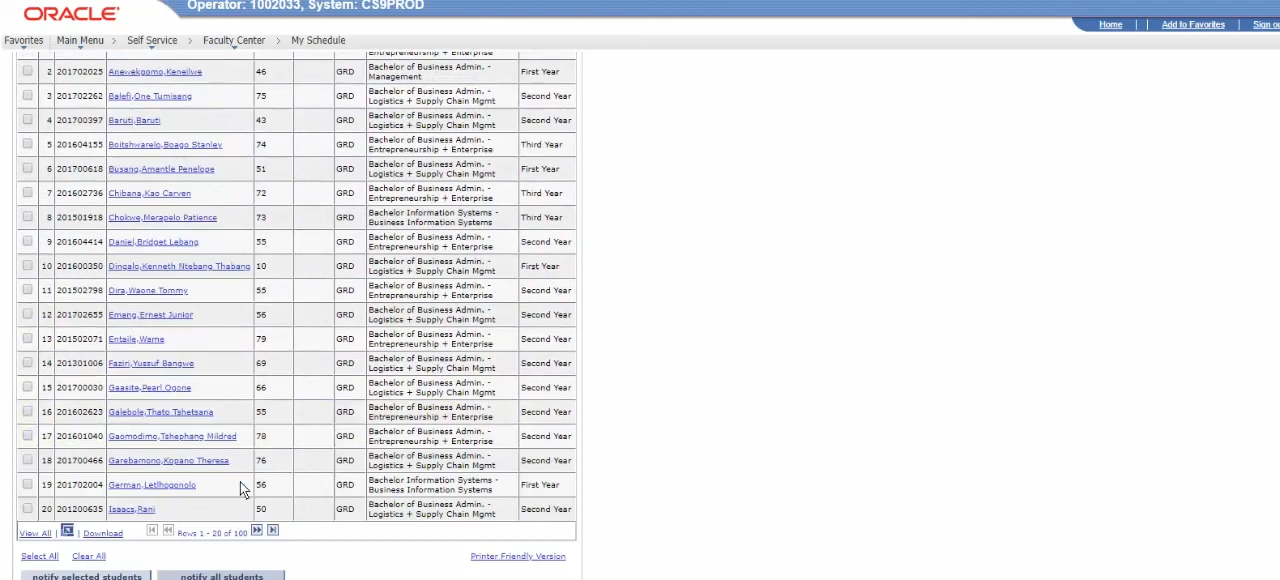 Operator: 1002033, System: CS9PROD
ORACLE'
Home | | Add to Favorites | Sign ou
Favorites Main Menu > Self Service > Faculty Center > My Schedule
Entrepreneurship + Enterprise
2 201702025 Anewekgomo,Keneilwe 46 GRD Bachelor of Business Admin. - First Year
Management
3 201702262 Balefi,One Tumisang 75 GRD Bachelor of Business Admin. - Second Year
Logistics + Supply Chain Mgmt
4 201700397 Baruti,Baruti 43 GRD Bachelor of Business Admin. - Second Year
Logistics + Supply Chain Mgmt
5 201604155 Boitshwarelo,Boago Stanley 74 GRD Bachelor of Business Admin. - Third Year
Entrepreneurship + Enterprise
6 201700618 Busang,Amantle Penelope 51 GRD Bachelor of Business Admin. - First Year
Logistics + Supply Chain Mgmt
7 201602736 Chibana,Kao Carven 72 GRD Bachelor of Business Admin. - Third Year
Entrepreneurship + Enterprise
8 201501918 Chokwe,Merapelo Patience 73 GRD Bachelor Information Systems - Third Year
Business Information Systems
9 201604414 Daniel,Bridget Lebang 55 GRD Bachelor of Business Admin. - Second Year
Entrepreneurship + Enterprise
10 201600350 Dingalo,Kenneth Ntebang Thabang 10 GRD Bachelor of Business Admin. - First Year
Logistics + Supply Chain Mgmt
11 201502798 Dira,Waone Tommy 55 GRD Bachelor of Business Admin. - Second Year
Entrepreneurship + Enterprise
12 201702655 Emang,Ernest Junior 56 GRD Bachelor of Business Admin. - Second Year
Logistics + Supply Chain Mgmt
13 201502071 Entaile,Wame 79 GRD Bachelor of Business Admin. - Second Year
Entrepreneurship + Enterprise
14 201301006 Faziri,Yussuf Bangwe 69 GRD Bachelor of Business Admin. - Second Year
Logistics + Supply Chain Mgmt
15 201700030 Gaasite,Pearl Ogone 66 GRD Bachelor of Business Admin. - Second Year
Logistics + Supply Chain Mgmt
16 201602623 Galebole,Thato Tshetsana 55 GRD Bachelor of Business Admin. - Second Year
Entrepreneurship + Enterprise
17 201601040 Gaomodimo,Tshephang Mildred 78 GRD Bachelor of Business Admin. - Second Year
Entrepreneurship + Enterprise
18 201700466 Garebamono,Kopano Theresa 76 GRD Bachelor of Business Admin. - Second Year
Logistics + Supply Chain Mgmt
19 201702004 German,Letlhogonolo 56 GRD Bachelor Information Systems - First Year
Business Information Systems
20 201200635 Isaacs,Rani 50 GRD Bachelor of Business Admin. - Second Year
Logistics + Supply Chain Mgmt
View All | | Download Rows 1 - 20 of 100
Select All Clear All Printer Friendly Version
notify selected students notify all students